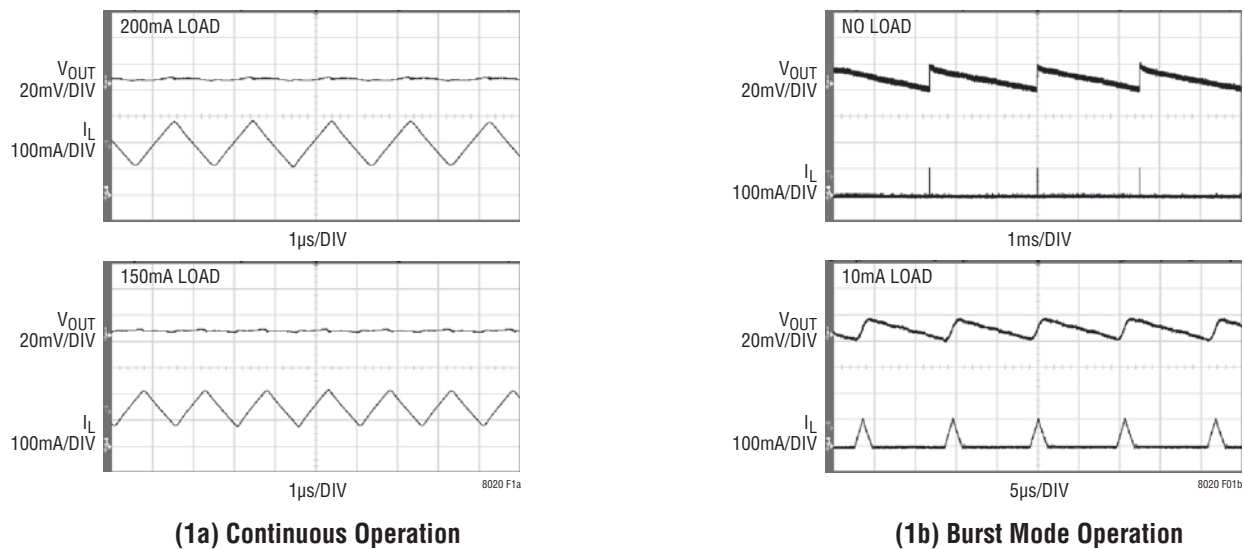 200mA LOAD
VOUT
20mV/DIV
IL
100mA/DIV
1µs/DIV
150mA LOAD
VOUT
20mV/DIV
IL
100mA/DIV
1µs/DIV
8020 F1a
(1a) Continuous Operation
NO LOAD
VOUT
20mV/DIV
IL
100mA/DIV
1ms/DIV
10mA LOAD
VOUT
20mV/DIV
IL
100mA/DIV
5µs/DIV
8020 F01b
(1b) Burst Mode Operation